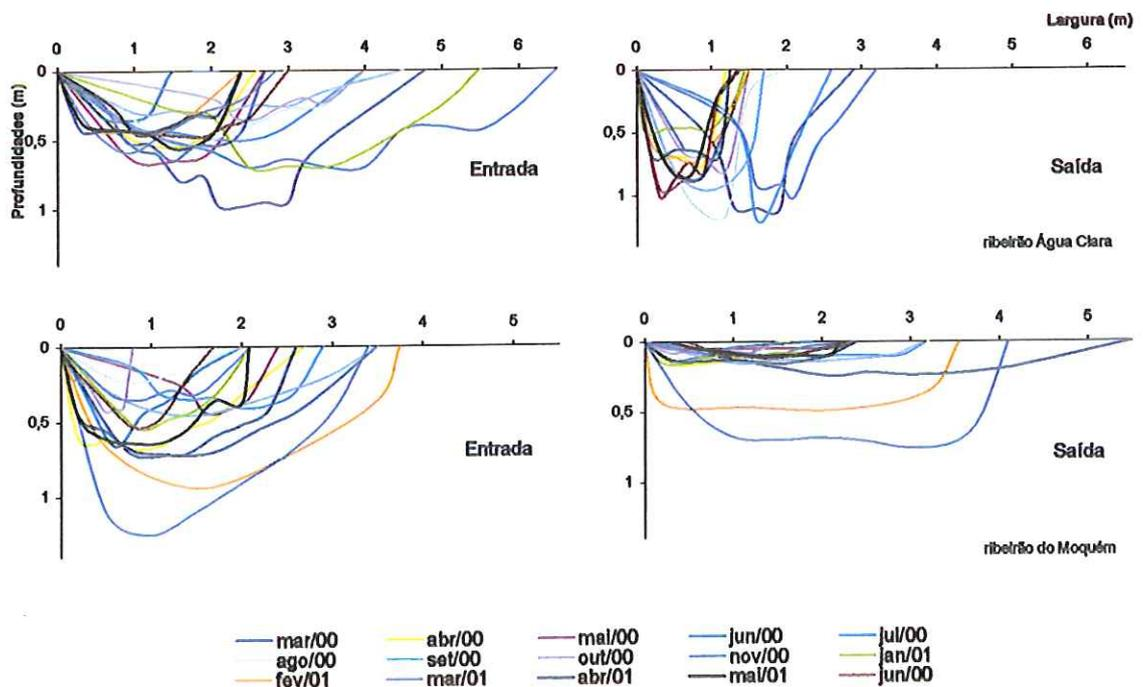 Largura (m)
0 1 2 3 4 5 6
0 1 2 3 4 5 6
Profundidades (m)
0
0,5
1
Entrada
0
0,5
1
Saída
ribeirão Água Clara
0 1 2 3 4 5
0 1 2 3 4 5
0
0,5
1
Entrada
0
0,5
1
Saída
ribeirão do Moquém
mar/00 abr/00 mai/00 jun/00 jul/00
ago/00 set/00 out/00 nov/00 jan/01
fev/01 mar/01 abr/01 mai/01 jun/00